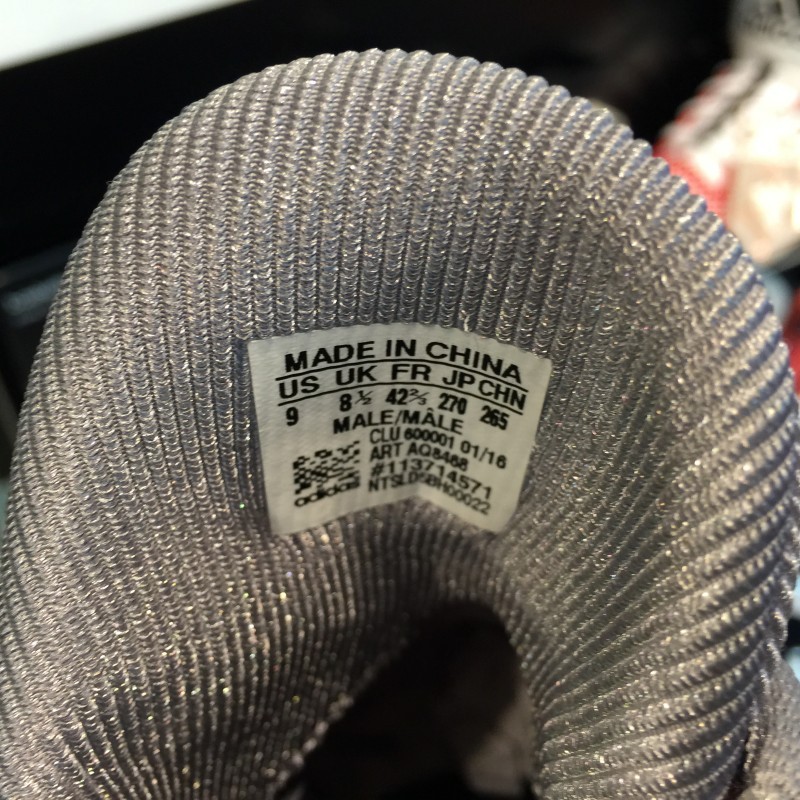 MADE IN CHINA
US UK FR JP CHN
9 8½ 42⅔ 270 265
MALE/MÂLE
CLU 600001 01/16
ART AQ8468
#113714571
NTSLD5BH00022
adidas